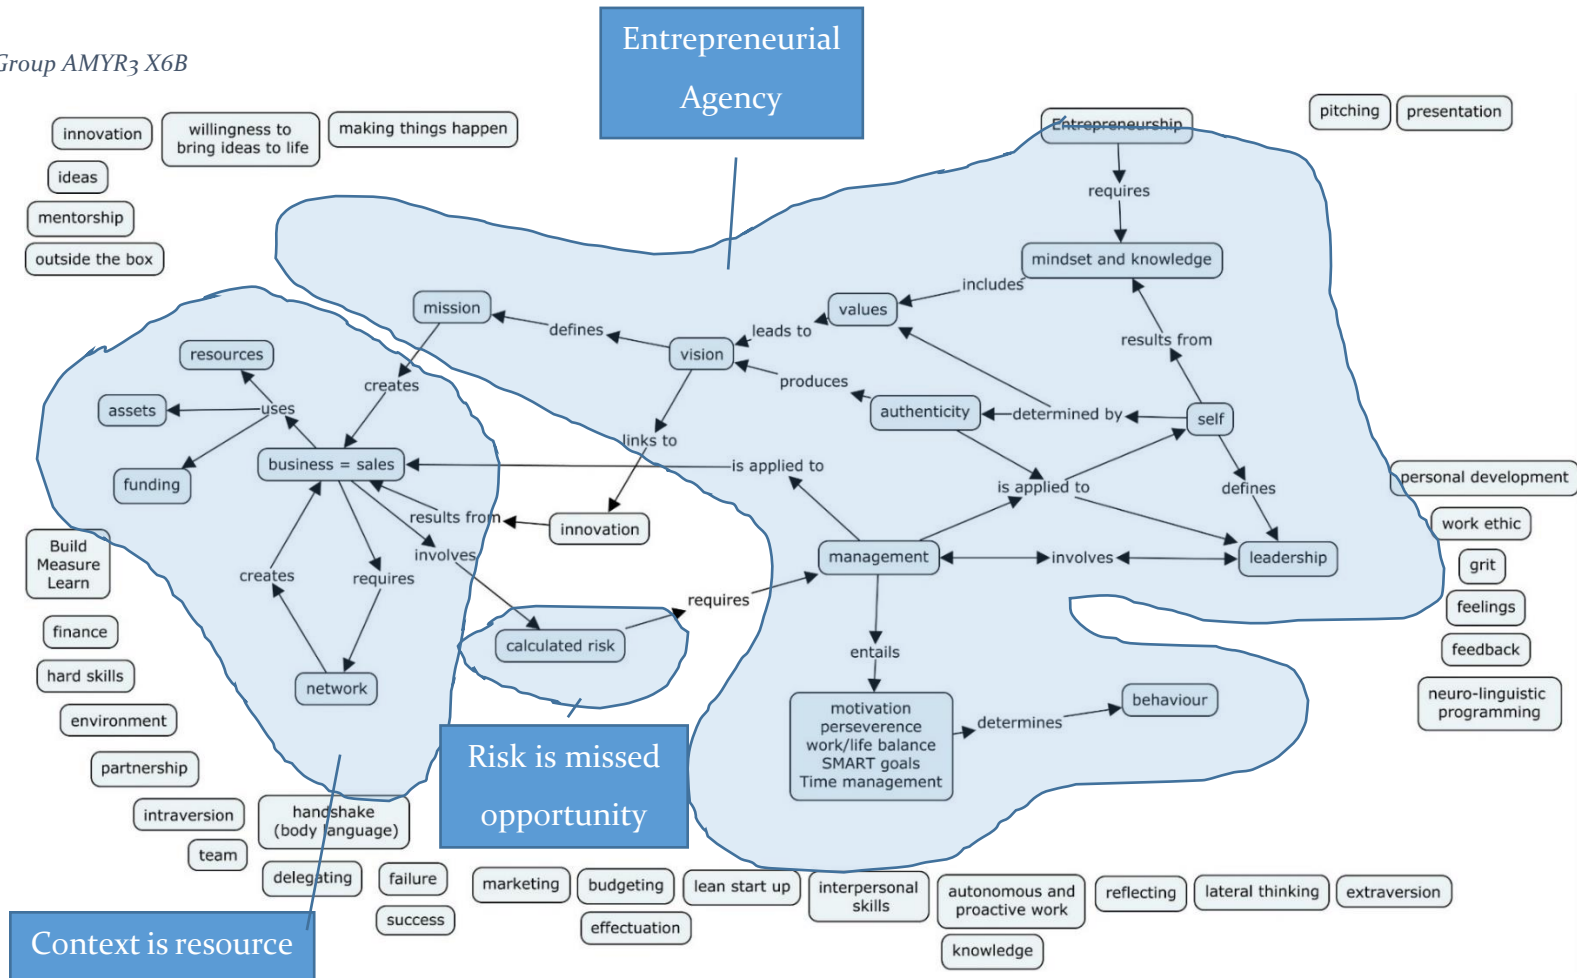 Group AMYR3 X6B
Entrepreneurial
Agency
innovation
willingness to
bring ideas to life
making things happen
Entrepreneurship
pitching
presentation
ideas
mentorship
outside the box
requires
mindset and knowledge
includes
mission
values
defines
leads to
vision
results from
resources
produces
creates
assets
uses
authenticity
determined by
self
links to
business = sales
is applied to
funding
is applied to
defines
personal development
results from
innovation
work ethic
Build
Measure
Learn
involves
management
involves
leadership
grit
creates
requires
requires
feelings
finance
calculated risk
entails
feedback
hard skills
network
motivation
perseverence
work/life balance
SMART goals
Time management
determines
behaviour
neuro-linguistic
programming
environment
Risk is missed
opportunity
partnership
intraversion
handshake
(body language)
team
delegating
failure
success
marketing
budgeting
effectuation
lean start up
interpersonal
skills
autonomous and
proactive work
knowledge
reflecting
lateral thinking
extraversion
Context is resource